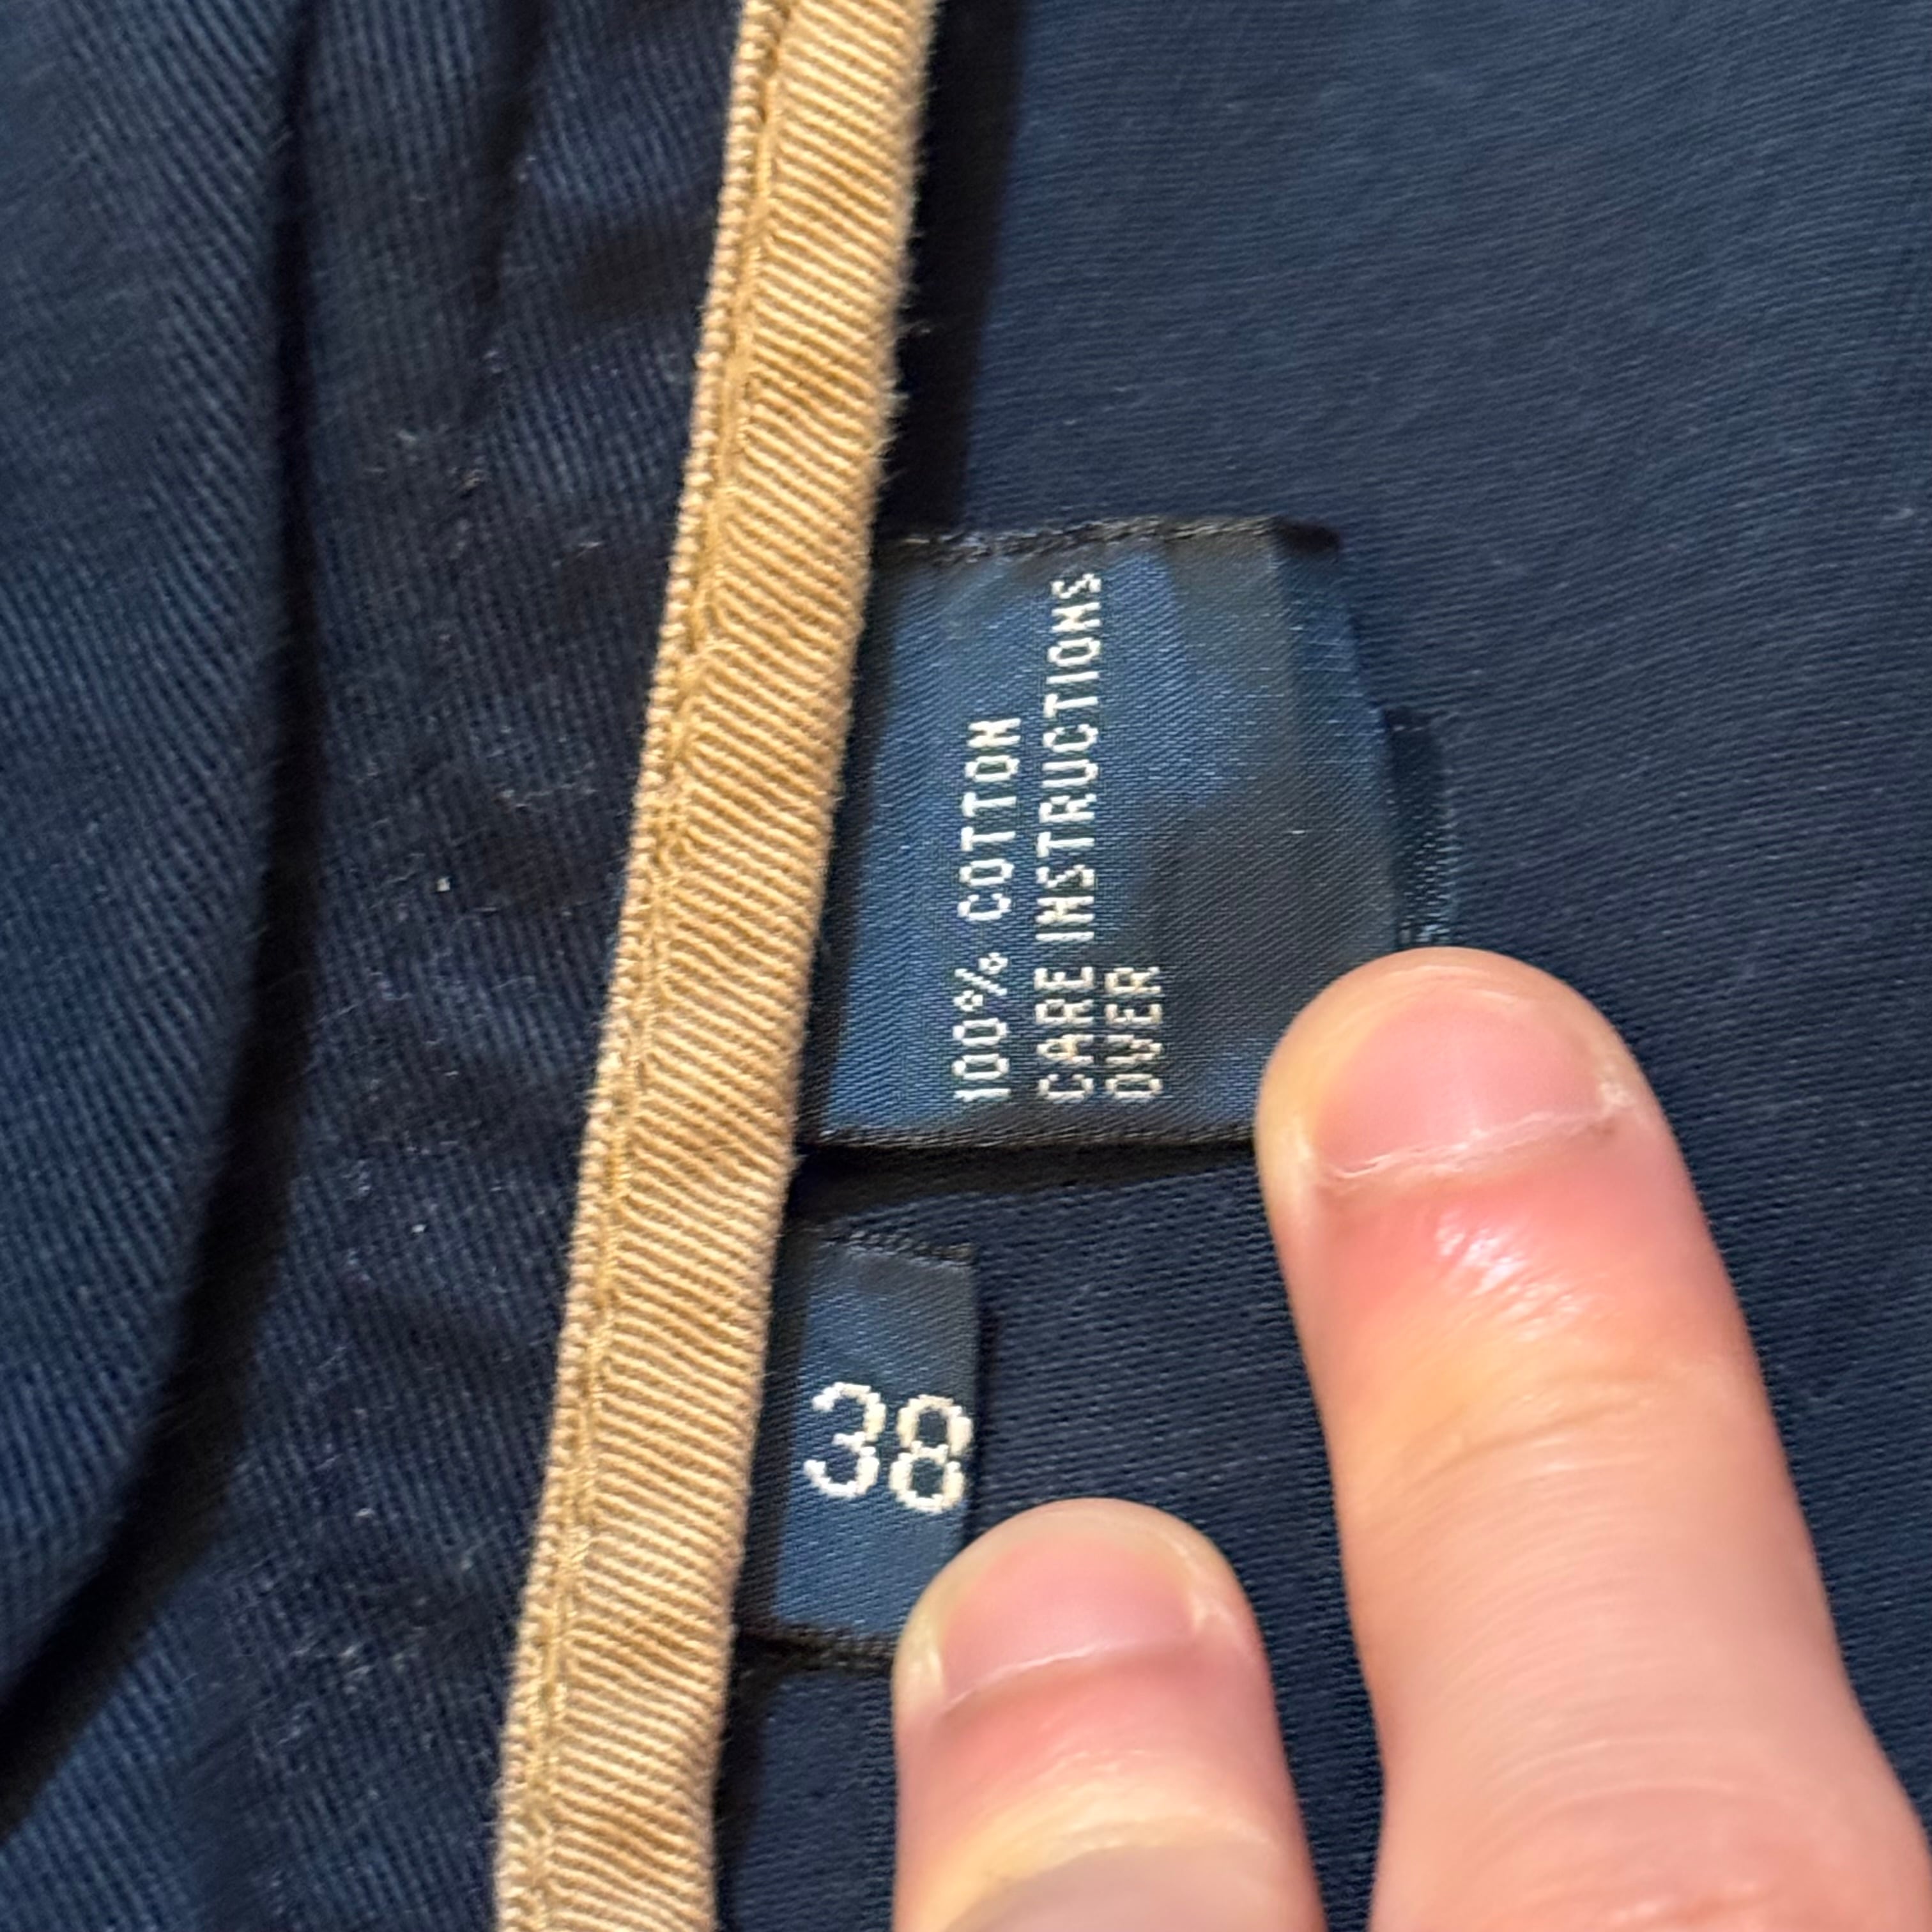 100% COTTON
CARE INSTRUCTIONS
OVER
38